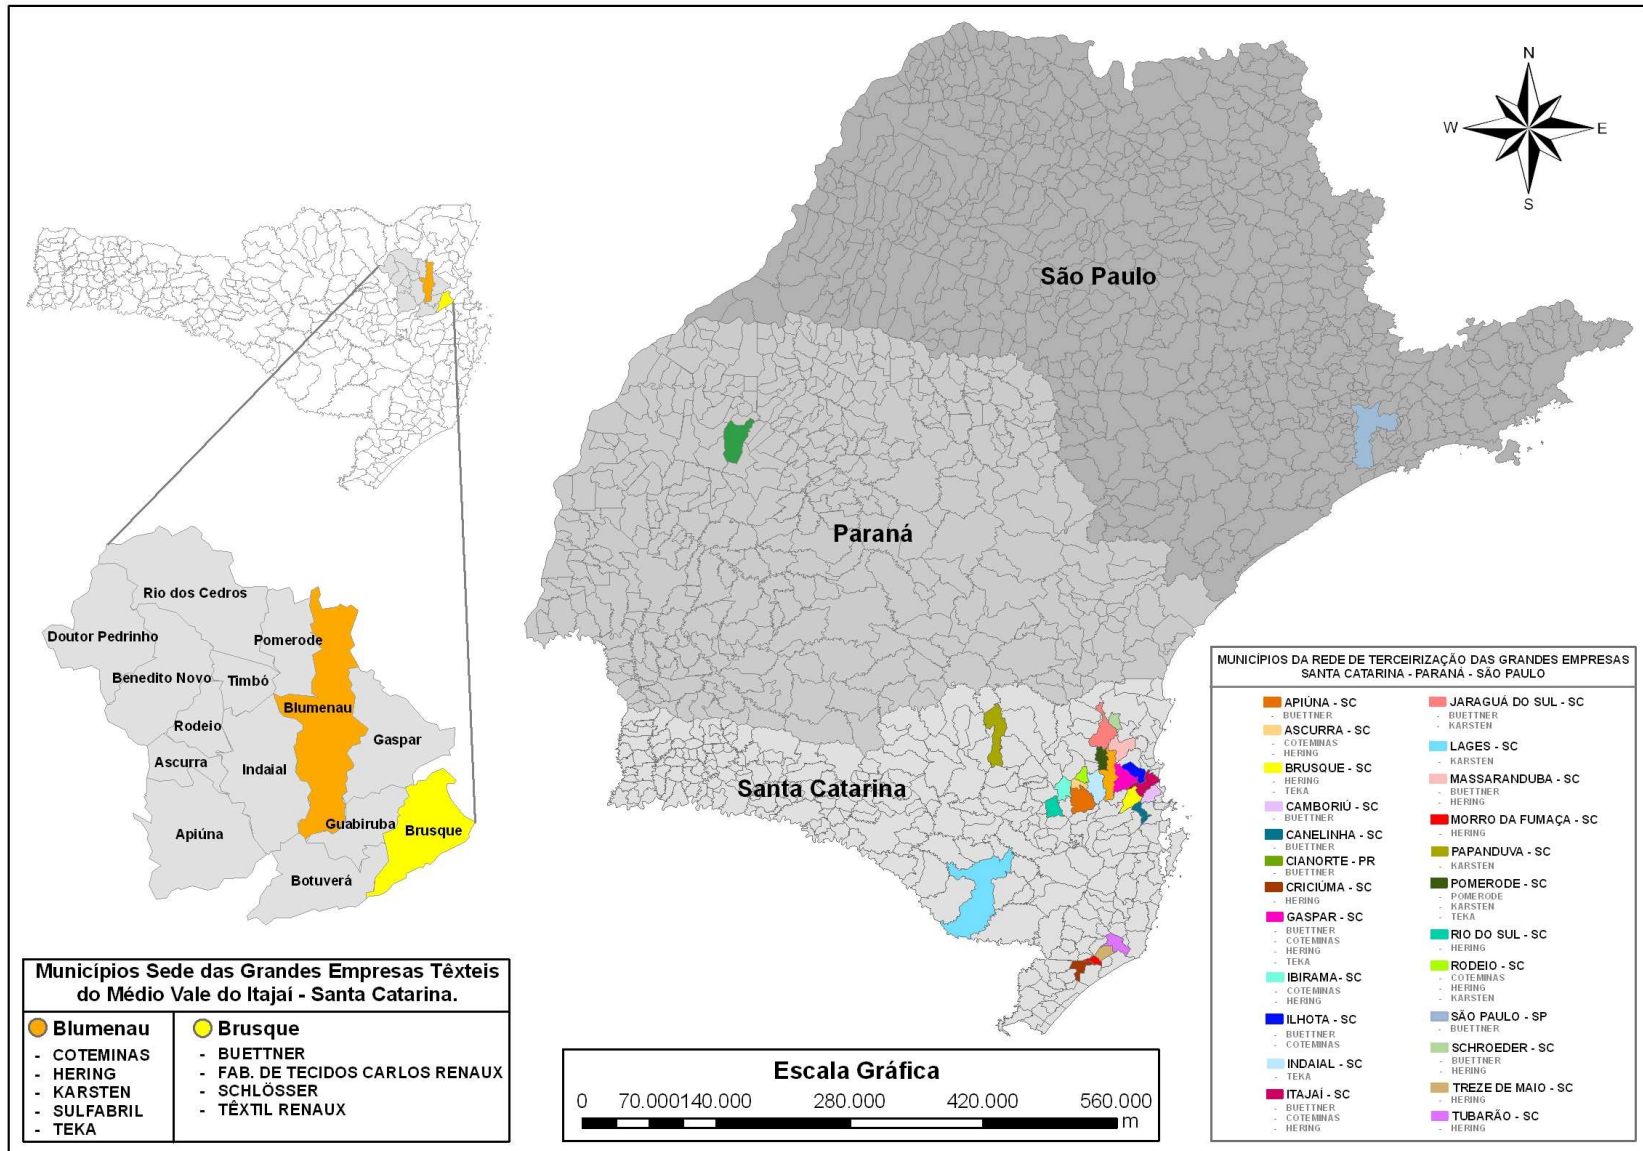 N
W
E
S
São Paulo
Paraná
Santa Catarina
Rio dos Cedros
Doutor Pedrinho
Pomerode
Benedito Novo
Timbó
Blumenau
Rodeio
Gaspar
Ascurra
Indaial
Apiúna
Guabiruba
Brusque
Botuverá
Municípios Sede das Grandes Empresas Têxteis
do Médio Vale do Itajaí - Santa Catarina.
Blumenau
- COTEMINAS
- HERING
- KARSTEN
- SULFABRIL
- TEKA
Brusque
- BUETTNER
- FAB. DE TECIDOS CARLOS RENAUX
- SCHLÖSSER
- TÊXTIL RENAUX
Escala Gráfica
0 70.000 140.000 280.000 420.000 560.000
m
MUNICÍPIOS DA REDE DE TERCEIRIZAÇÃO DAS GRANDES EMPRESAS
SANTA CATARINA - PARANÁ - SÃO PAULO
APIÚNA - SC
- BUETTNER
ASCURRA - SC
- COTEMINAS
- HERING
BRUSQUE - SC
- HERING
- TEKA
CAMBORIÚ - SC
- BUETTNER
CANELINHA - SC
- BUETTNER
CIANORTE - PR
- BUETTNER
CRICIÚMA - SC
- HERING
GASPAR - SC
- BUETTNER
- COTEMINAS
- HERING
- TEKA
IBIRAMA - SC
- COTEMINAS
- HERING
ILHOTA - SC
- BUETTNER
- COTEMINAS
INDAIAL - SC
- TEKA
ITAJAÍ - SC
- BUETTNER
- COTEMINAS
- HERING
JARAGUÁ DO SUL - SC
- BUETTNER
- KARSTEN
LAGES - SC
- KARSTEN
MASSARANDUBA - SC
- BUETTNER
- HERING
MORRO DA FUMAÇA - SC
- HERING
PAPANDUVA - SC
- KARSTEN
POMERODE - SC
- POMERODE
- KARSTEN
- TEKA
RIO DO SUL - SC
- HERING
RODEIO - SC
- COTEMINAS
- HERING
- KARSTEN
SÃO PAULO - SP
- BUETTNER
SCHROEDER - SC
- BUETTNER
- HERING
TREZE DE MAIO - SC
- HERING
TUBARÃO - SC
- HERING